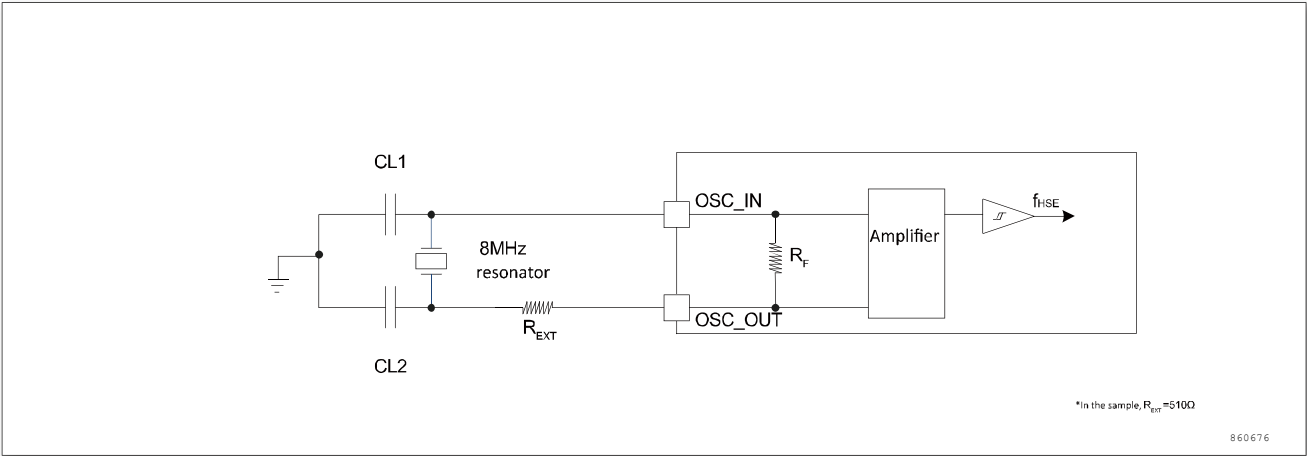 CL1
OSC_IN
fHSE
Amplifier
8MHz
resonator
RF
OSC_OUT
REXT
CL2
*In the sample, REXT=510Ω
860676